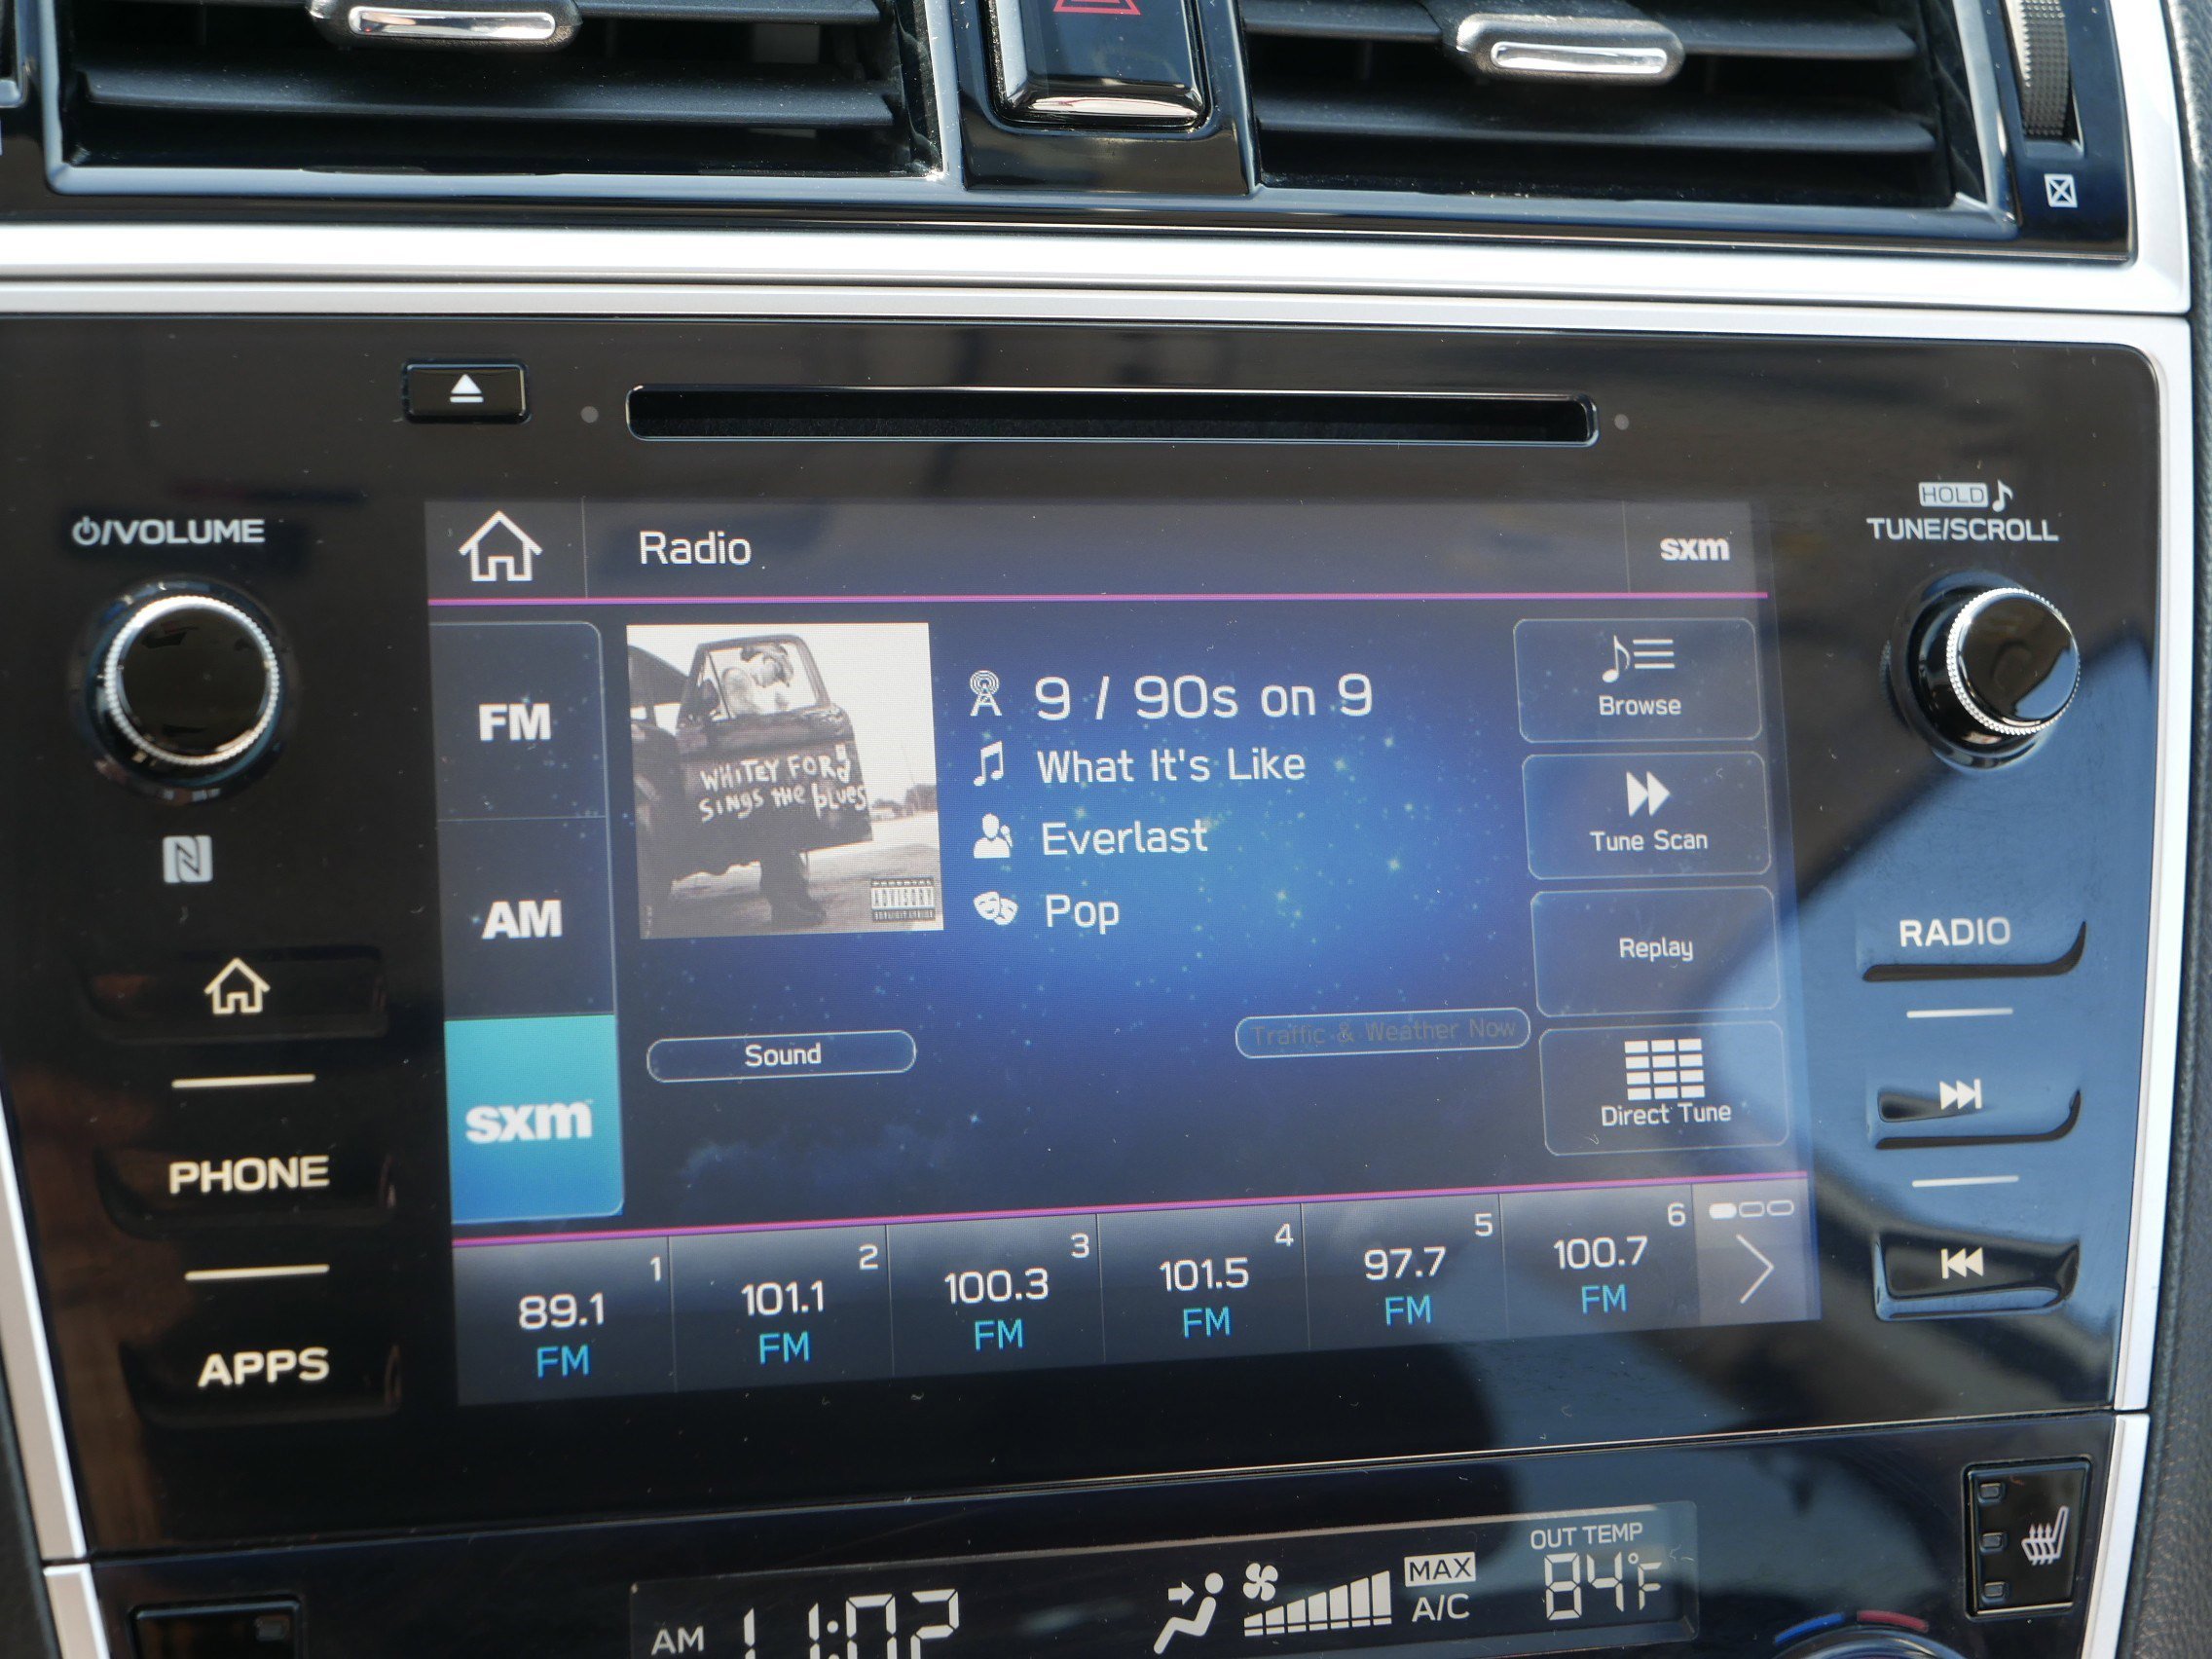 ⏻/VOLUME
HOLD
TUNE/SCROLL
Radio
sxm
FM
AM
sxm
WHiTEY FORd
SiNgS tHe bLUes
ADVISORY
9 / 90s on 9
What It's Like
Everlast
Pop
Browse
Tune Scan
Replay
Direct Tune
Sound
Traffic & Weather Now
RADIO
PHONE
APPS
1 2 3 4 5 6
89.1 101.1 100.3 101.5 97.7 100.7
FM FM FM FM FM FM
OUT TEMP
AM 11:02
MAX
A/C
84°F